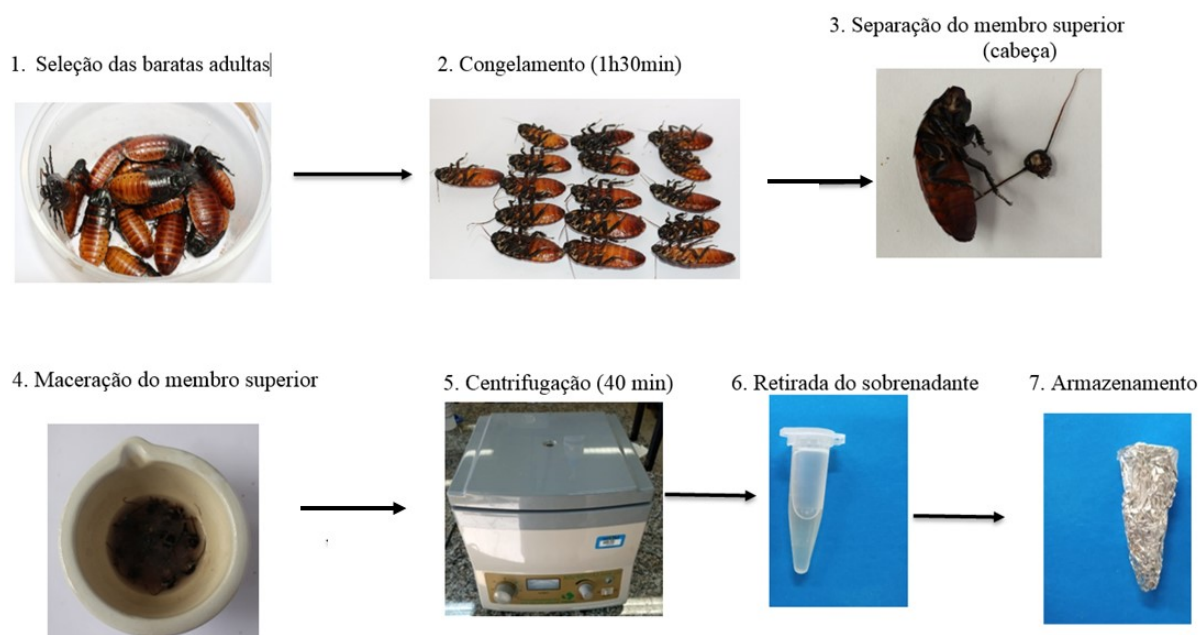 1. Seleção das baratas adultas
2. Congelamento (1h30min)
3. Separação do membro superior
(cabeça)
4. Maceração do membro superior
5. Centrifugação (40 min)
6. Retirada do sobrenadante
7. Armazenamento